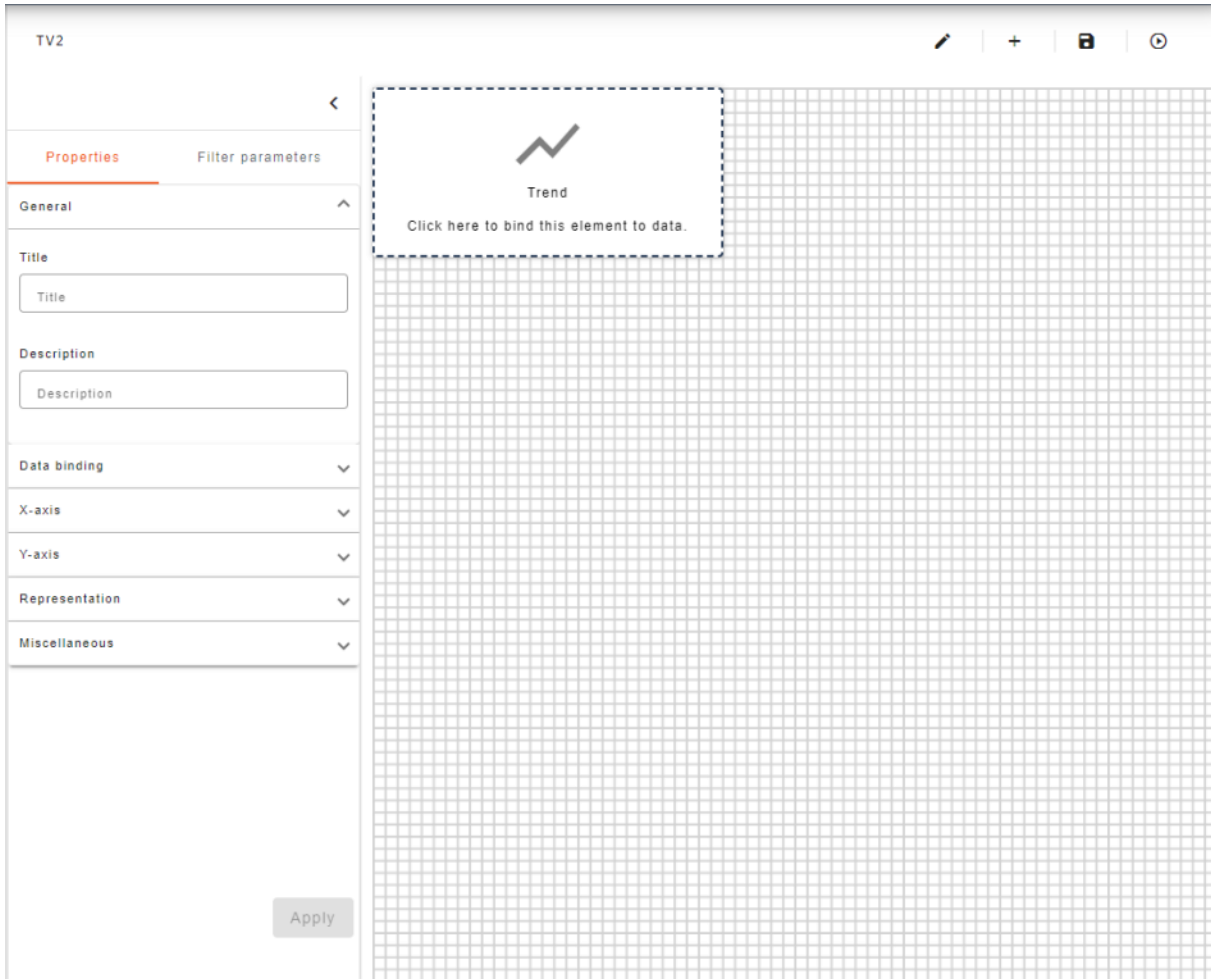 TV2
Properties
Filter parameters
General
Title
Title
Description
Description
Data binding
X-axis
Y-axis
Representation
Miscellaneous
Apply
Trend
Click here to bind this element to data.